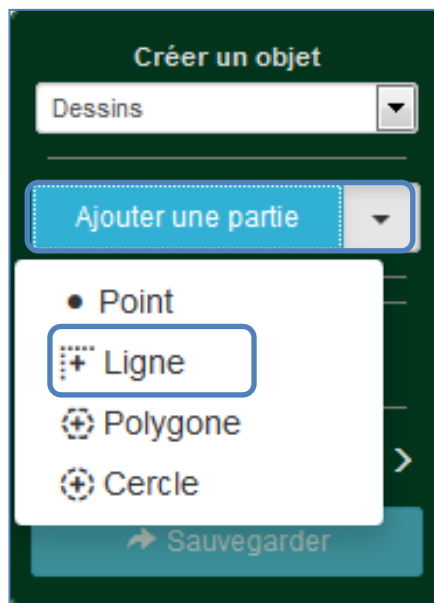 Créer un objet
Dessins
Ajouter une partie
Point
Ligne
Polygone
Cercle
Sauvegarder